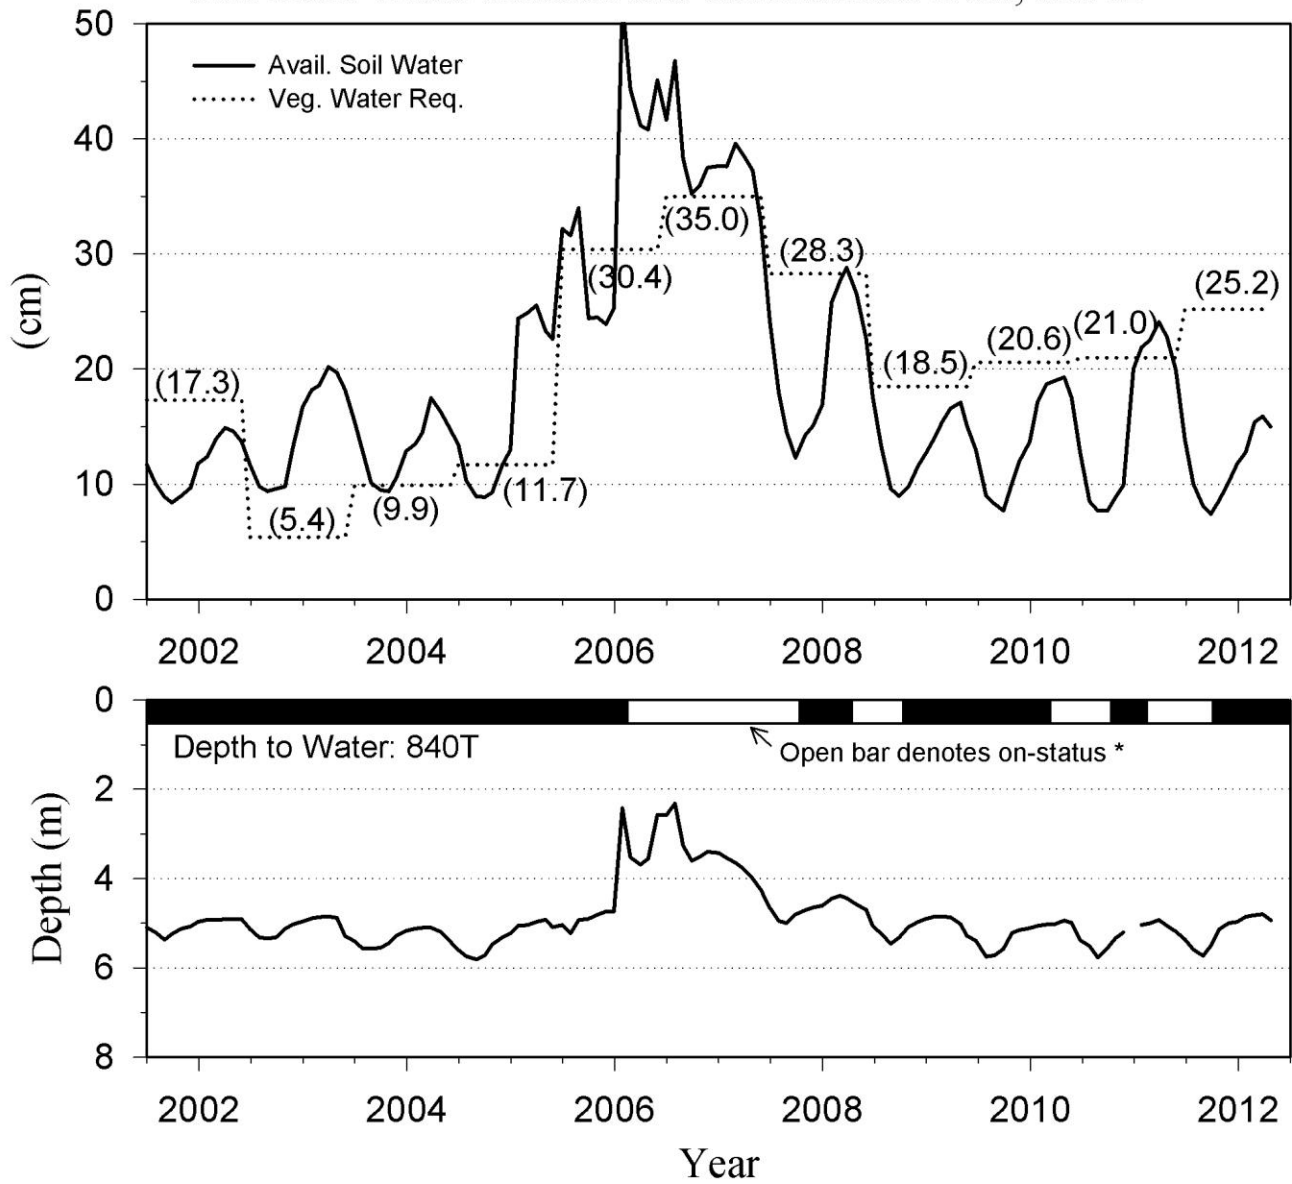 50
40
30
20
10
0
(cm)
Avail. Soil Water
Veg. Water Req.
(17.3)
(5.4)
(9.9)
(11.7)
(30.4)
(35.0)
(28.3)
(18.5)
(20.6)
(21.0)
(25.2)
2002 2004 2006 2008 2010 2012
0
2
4
6
8
Depth (m)
Depth to Water: 840T
Open bar denotes on-status *
2002 2004 2006 2008 2010 2012
Year